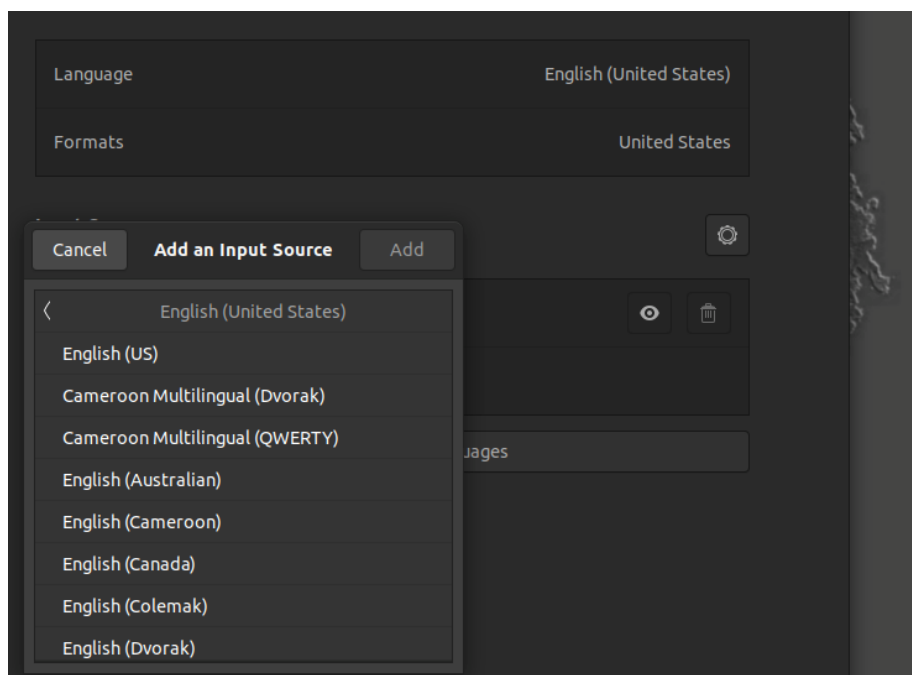 Language English (United States)
Formats United States
Cancel Add an Input Source Add
English (United States)
English (US)
Cameroon Multilingual (Dvorak)
Cameroon Multilingual (QWERTY)
English (Australian)
uages
English (Cameroon)
English (Canada)
English (Colemak)
English (Dvorak)